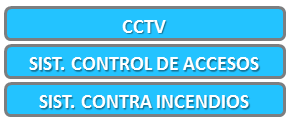 CCTV
SIST. CONTROL DE ACCESOS
SIST. CONTRA INCENDIOS